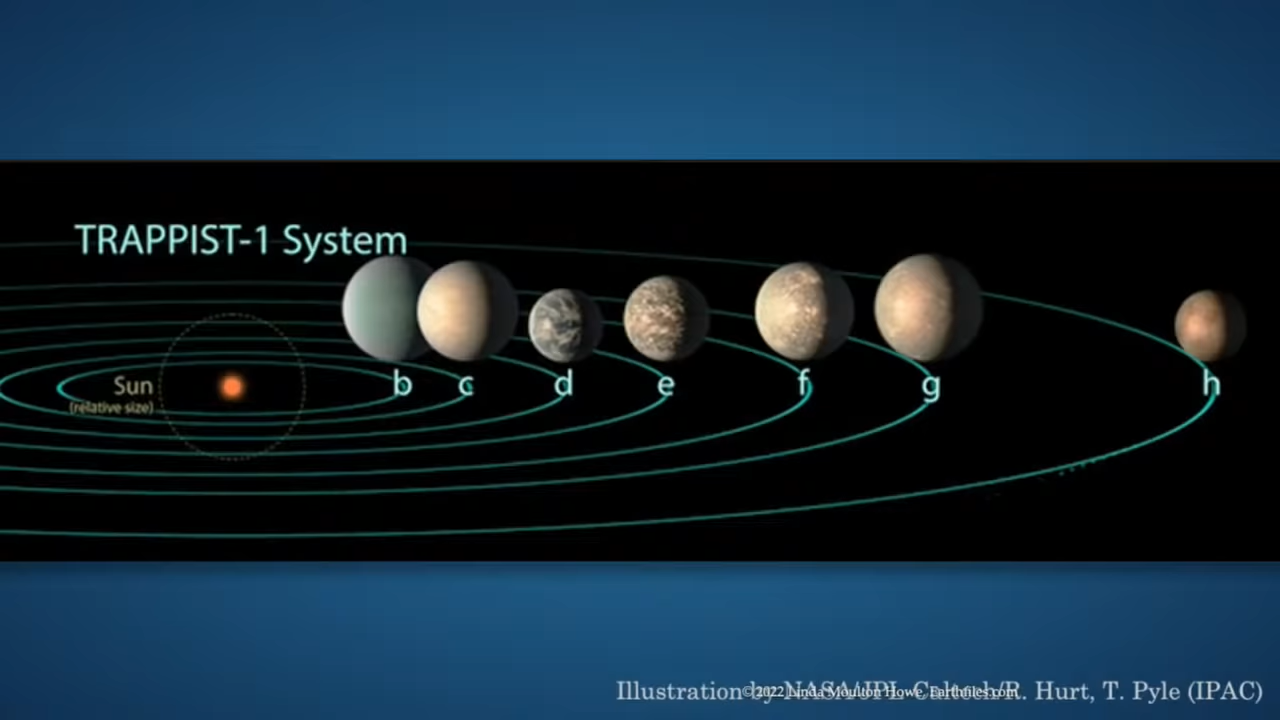 TRAPPIST-1 System
Sun
(relative size)
b c d e f g h
Illustration by NASA/JPL-Caltech/R. Hurt, T. Pyle (IPAC)
©2022 Linda Moulton Howe, Earthfiles.com